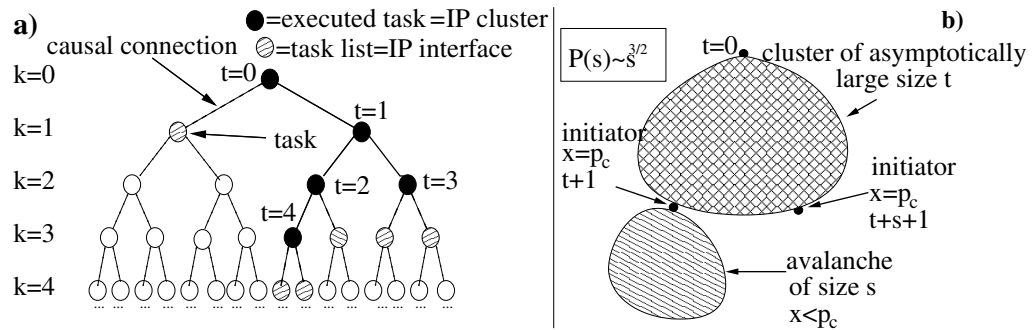 a)
=executed task =IP cluster
=task list=IP interface
causal connection
k=0
t=0
k=1
t=1
task
k=2
t=2
t=3
k=3
t=4
k=4
... ... ... ... ... ... ... ... ... ... ... ... ... ... ... ...
b)
P(s)~s^3/2
t=0
cluster of asymptotically
large size t
initiator
x=p_c
t+1
initiator
x=p_c
t+s+1
avalanche
of size s
x<p_c